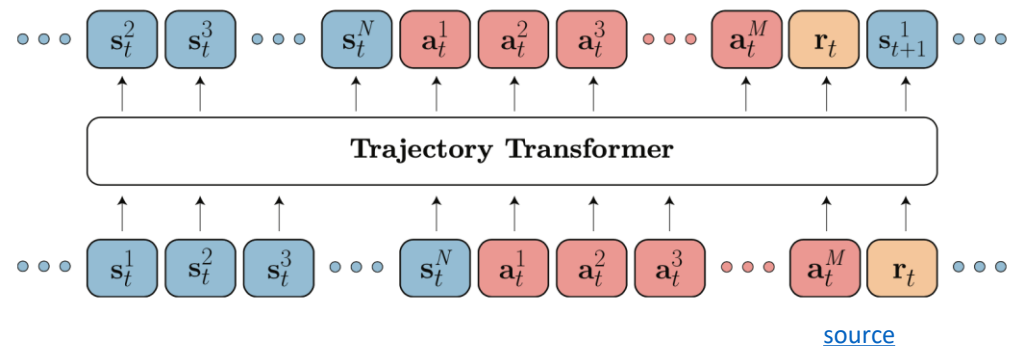 s_t^2 s_t^3 s_t^N a_t^1 a_t^2 a_t^3 a_t^M r_t s_{t+1}^1
Trajectory Transformer
s_t^1 s_t^2 s_t^3 s_t^N a_t^1 a_t^2 a_t^3 a_t^M r_t
source